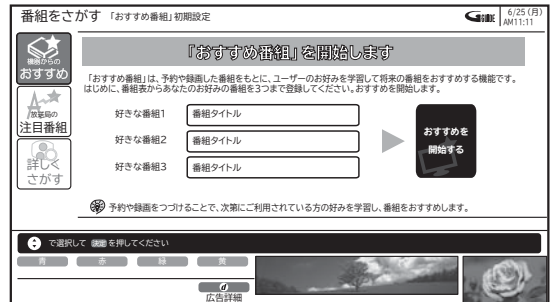 番組をさがす 「おすすめ番組」初期設定
GGUIDE
6/25(月)
AM11:11
機器からの
おすすめ
放送局の
注目番組
詳しく
さがす
「おすすめ番組」を開始します
「おすすめ番組」は、予約や録画した番組をもとに、ユーザーのお好みを学習して将来の番組をおすすめする機能です。
はじめに、番組表からあなたのお好みの番組を3つまで登録してください。おすすめを開始します。
好きな番組1 番組タイトル
好きな番組2 番組タイトル
好きな番組3 番組タイトル
おすすめを
開始する
予約や録画をつづけることで、次第にご利用されている方の好みを学習し、番組をおすすめします。
で選択して 決定 を押してください
青 赤 緑 黄
d
広告詳細